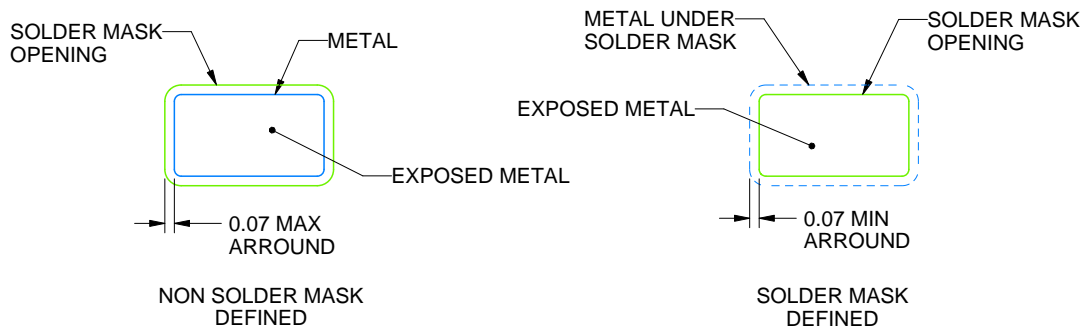 SOLDER MASK
OPENING
METAL
EXPOSED METAL
0.07 MAX
ARROUND
NON SOLDER MASK
DEFINED
METAL UNDER
SOLDER MASK
SOLDER MASK
OPENING
EXPOSED METAL
0.07 MIN
ARROUND
SOLDER MASK
DEFINED